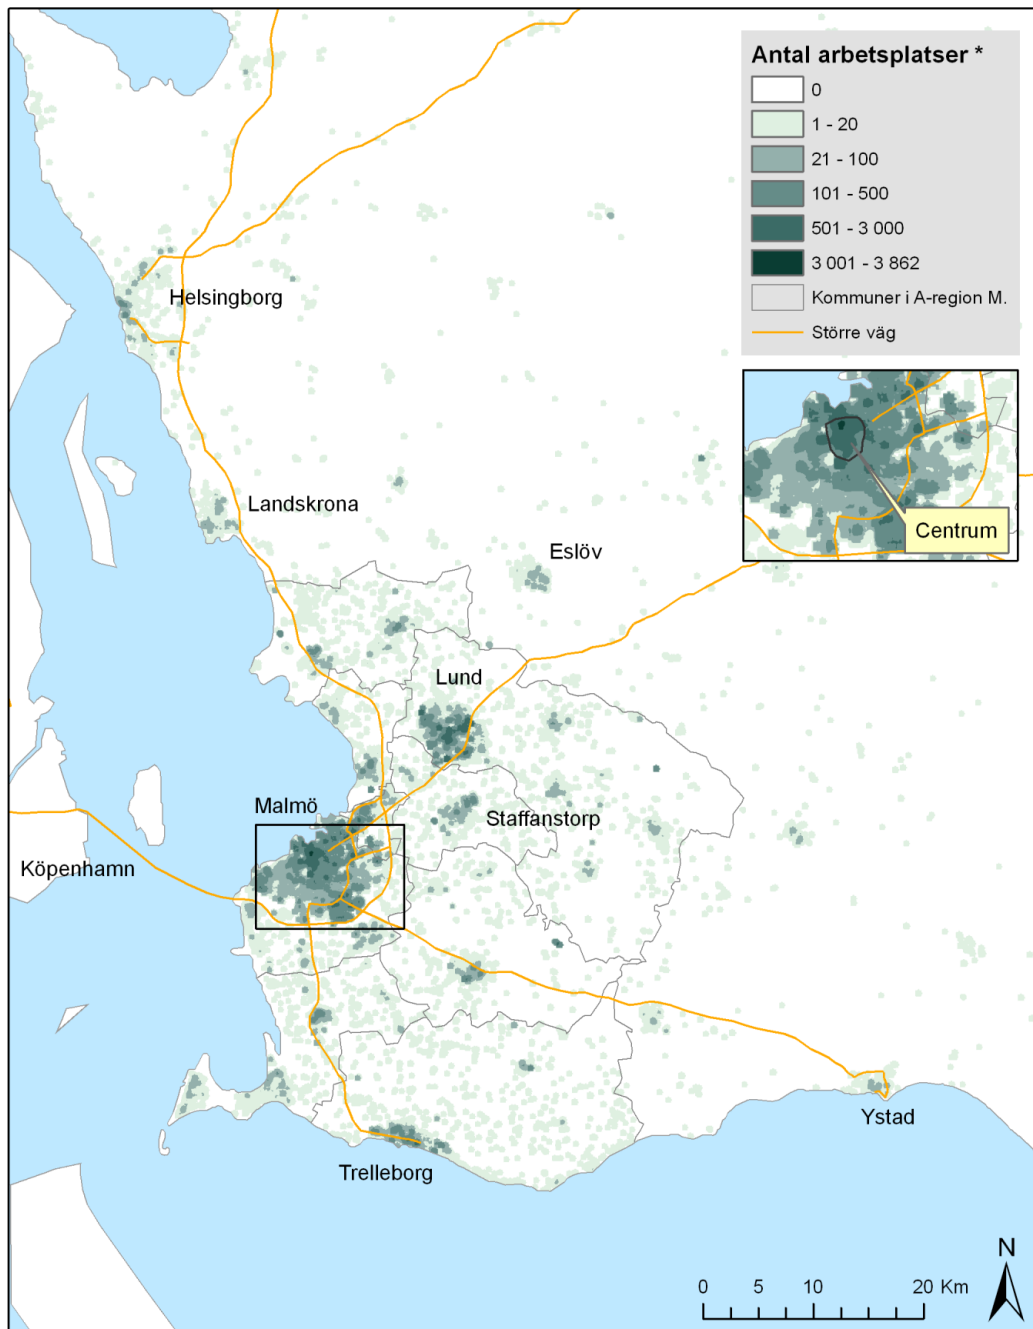 Antal arbetsplatser *
0
1 - 20
21 - 100
101 - 500
501 - 3 000
3 001 - 3 862
Kommuner i A-region M.
Större väg
Helsingborg
Centrum
Landskrona
Eslöv
Lund
Malmö
Staffanstorp
Köpenhamn
Ystad
Trelleborg
N
0 5 10 20 Km